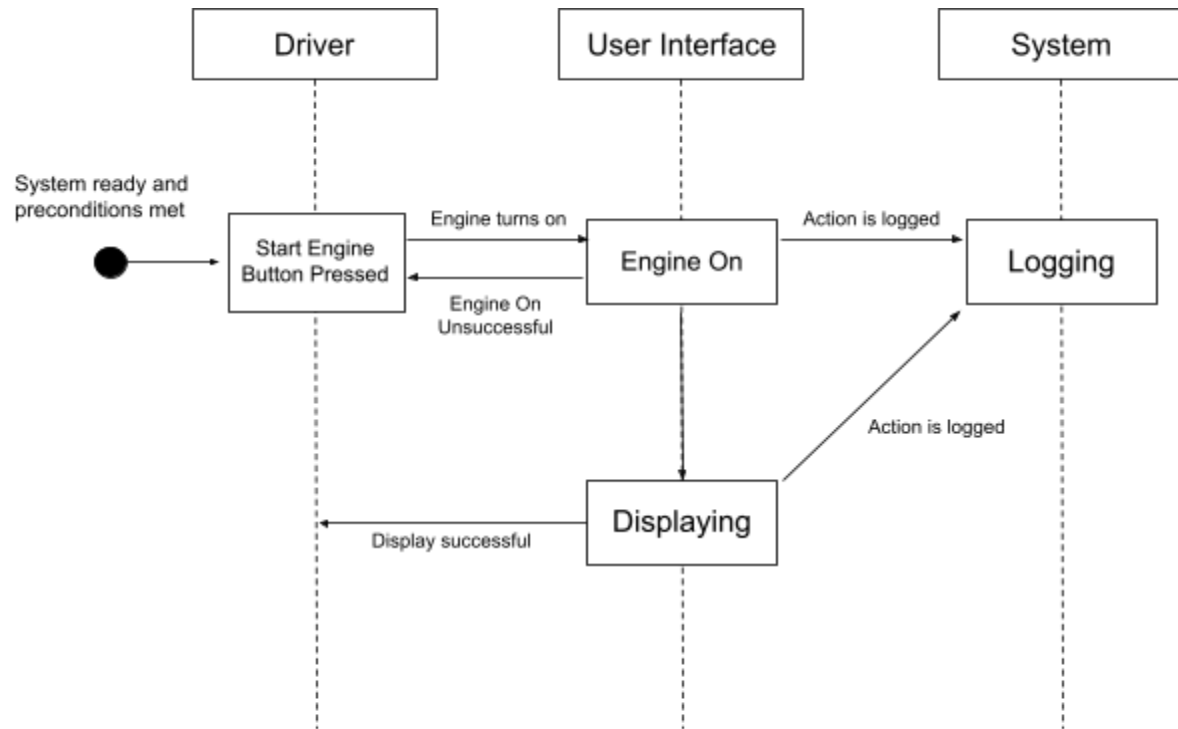 Driver
User Interface
System
System ready and
preconditions met
Start Engine
Button Pressed
Engine turns on
Engine On
Unsuccessful
Engine On
Action is logged
Logging
Action is logged
Displaying
Display successful